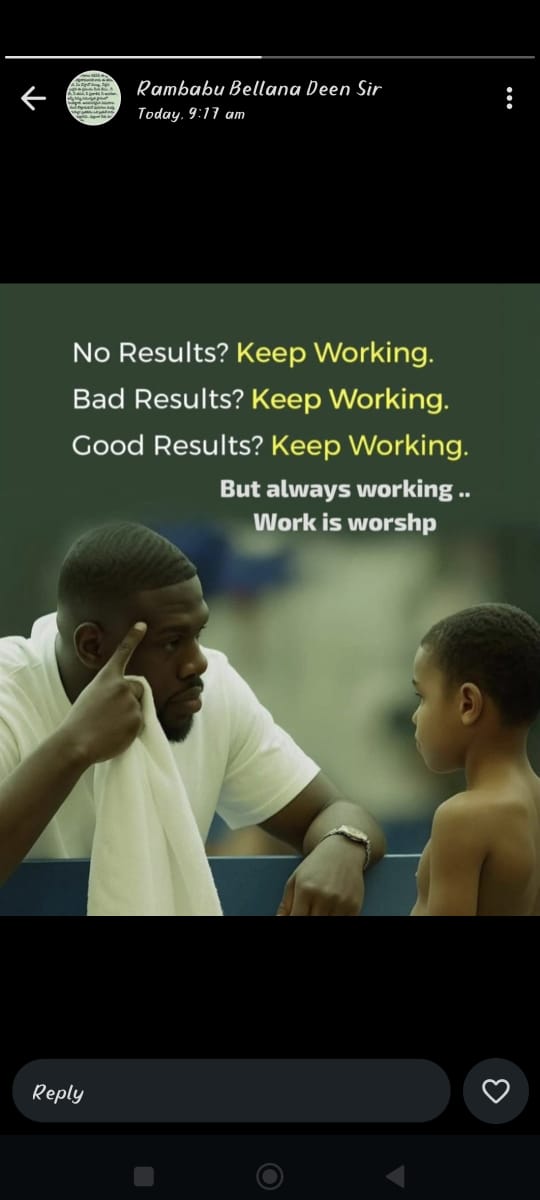 Rambabu Bellana Deen Sir
Today, 9:17 am
No Results? Keep Working.
Bad Results? Keep Working.
Good Results? Keep Working.
But always working ..
Work is worshp
Reply